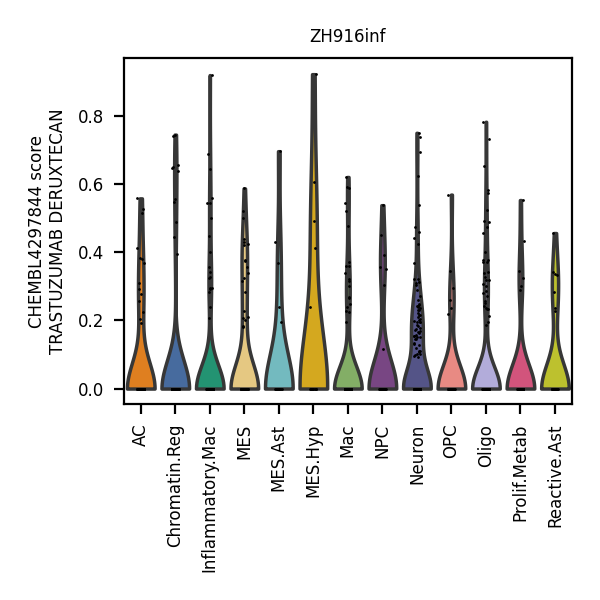 ZH916inf
CHEMBL4297844 score
TRASTUZUMAB DERUXTECAN
0.8
0.6
0.4
0.2
0.0
AC
Chromatin.Reg
Inflammatory.Mac
MES
MES.Ast
MES.Hyp
Mac
NPC
Neuron
OPC
Oligo
Prolif.Metab
Reactive.Ast